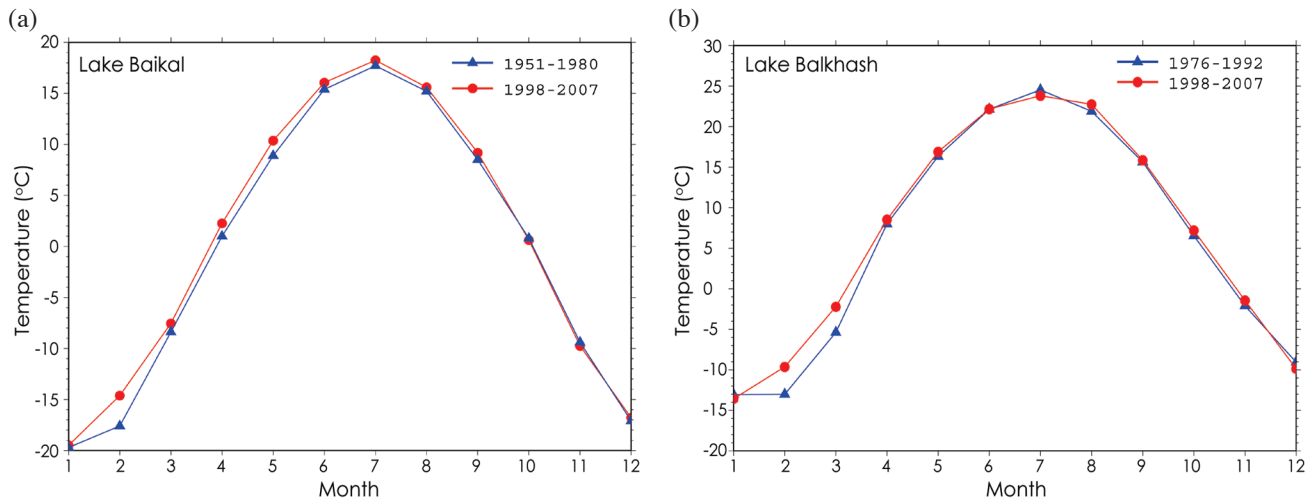 (a)
Lake Baikal
1951-1980
1998-2007
Temperature (°C)
20
15
10
5
0
-5
-10
-15
-20
1 2 3 4 5 6 7 8 9 10 11 12
Month
(b)
Lake Balkhash
1976-1992
1998-2007
Temperature (°C)
30
25
20
15
10
5
0
-5
-10
-15
-20
1 2 3 4 5 6 7 8 9 10 11 12
Month